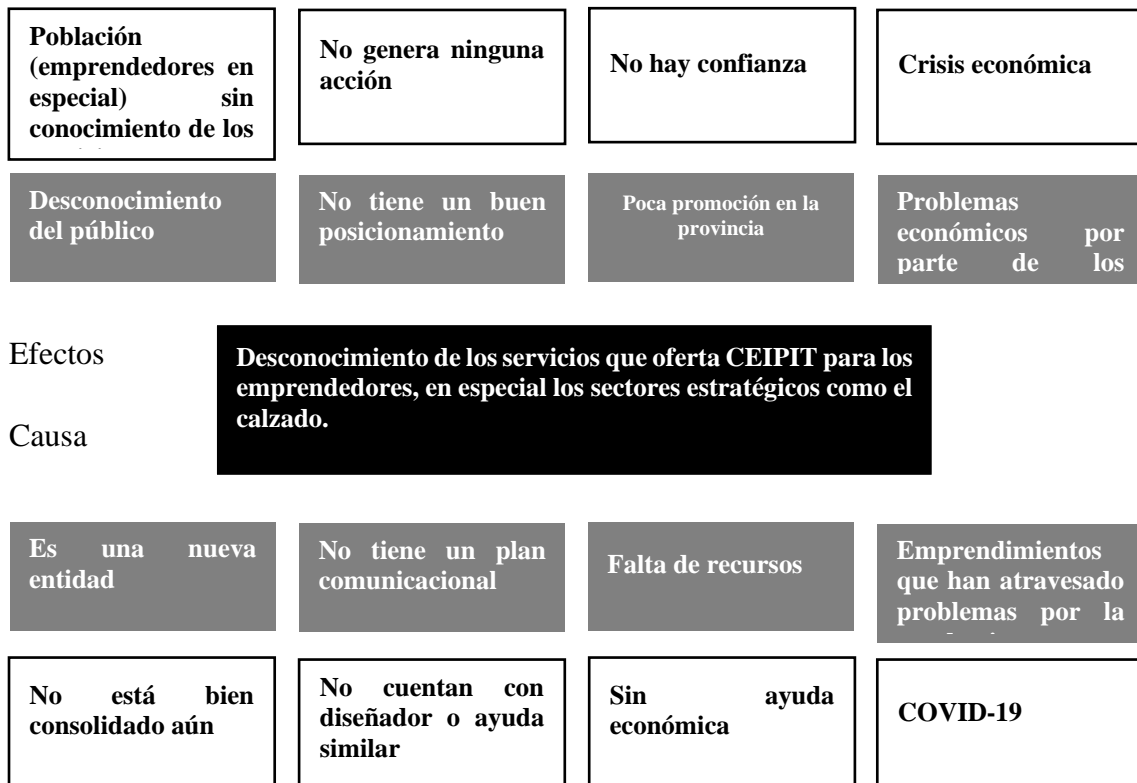 Población
(emprendedores en
especial) sin
conocimiento de los
No genera ninguna
acción
No hay confianza
Crisis económica
Desconocimiento
del público
No tiene un buen
posicionamiento
Poca promoción en la
provincia
Problemas
económicos por
parte de los
Efectos
Desconocimiento de los servicios que oferta CEIPIT para los
emprendedores, en especial los sectores estratégicos como el
calzado.
Causa
Es una nueva
entidad
No tiene un plan
comunicacional
Falta de recursos
Emprendimientos
que han atravesado
problemas por la
No está bien
consolidado aún
No cuentan con
diseñador o ayuda
similar
Sin ayuda
económica
COVID-19